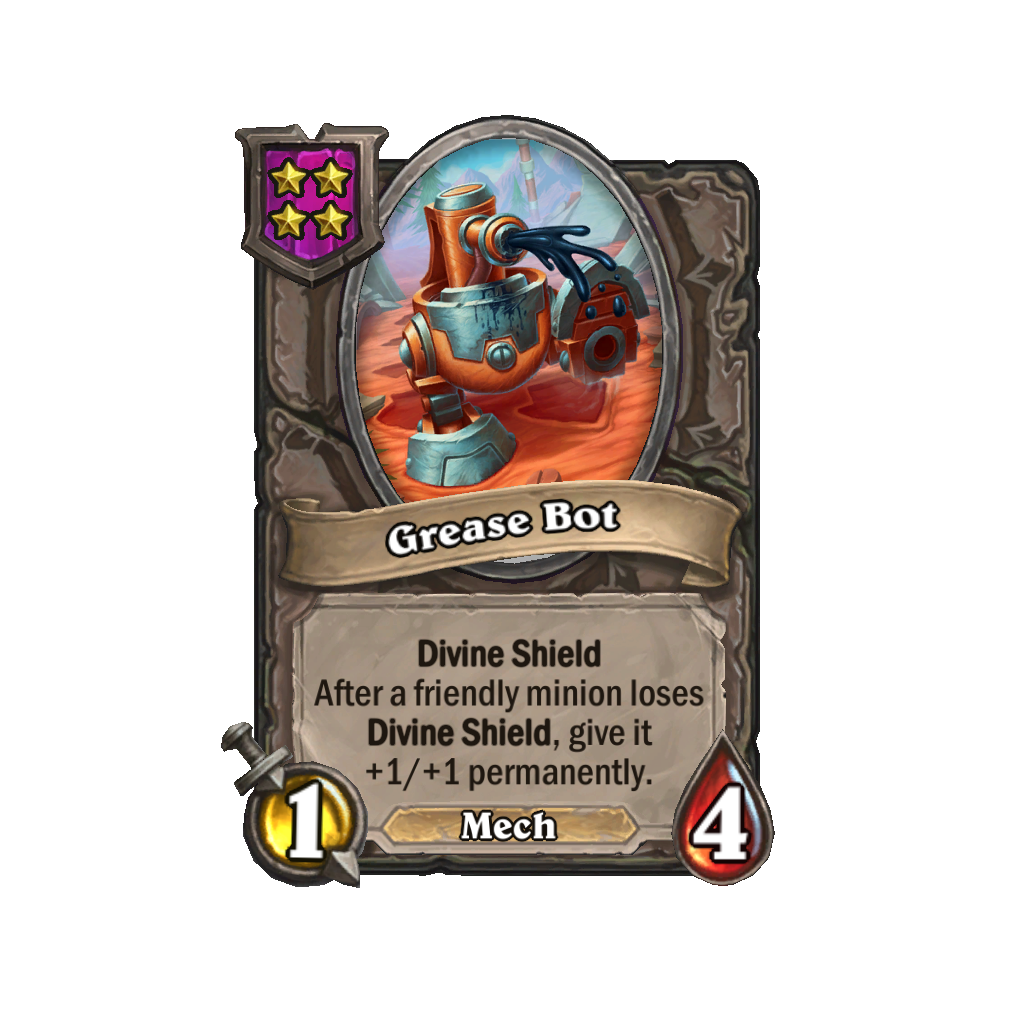 Grease Bot
Divine Shield
After a friendly minion loses
Divine Shield, give it
+1/+1 permanently.
Mech
1
4